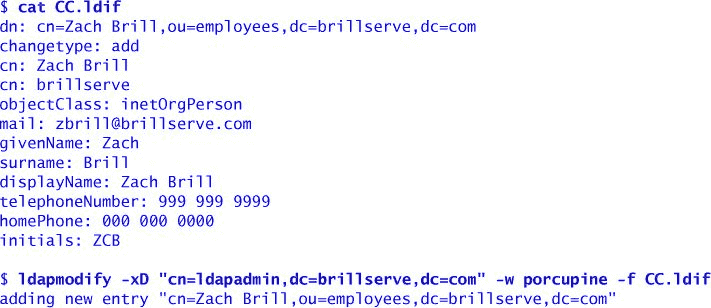 $ cat CC.ldif
dn: cn=Zach Brill,ou=employees,dc=brillserve,dc=com
changetype: add
cn: Zach Brill
cn: brillserve
objectClass: inetOrgPerson
mail: zbrill@brillserve.com
givenName: Zach
surname: Brill
displayName: Zach Brill
telephoneNumber: 999 999 9999
homePhone: 000 000 0000
initials: ZCB
$ ldapmodify -xD "cn=ldapadmin,dc=brillserve,dc=com" -w porcupine -f CC.ldif
adding new entry "cn=Zach Brill,ou=employees,dc=brillserve,dc=com"